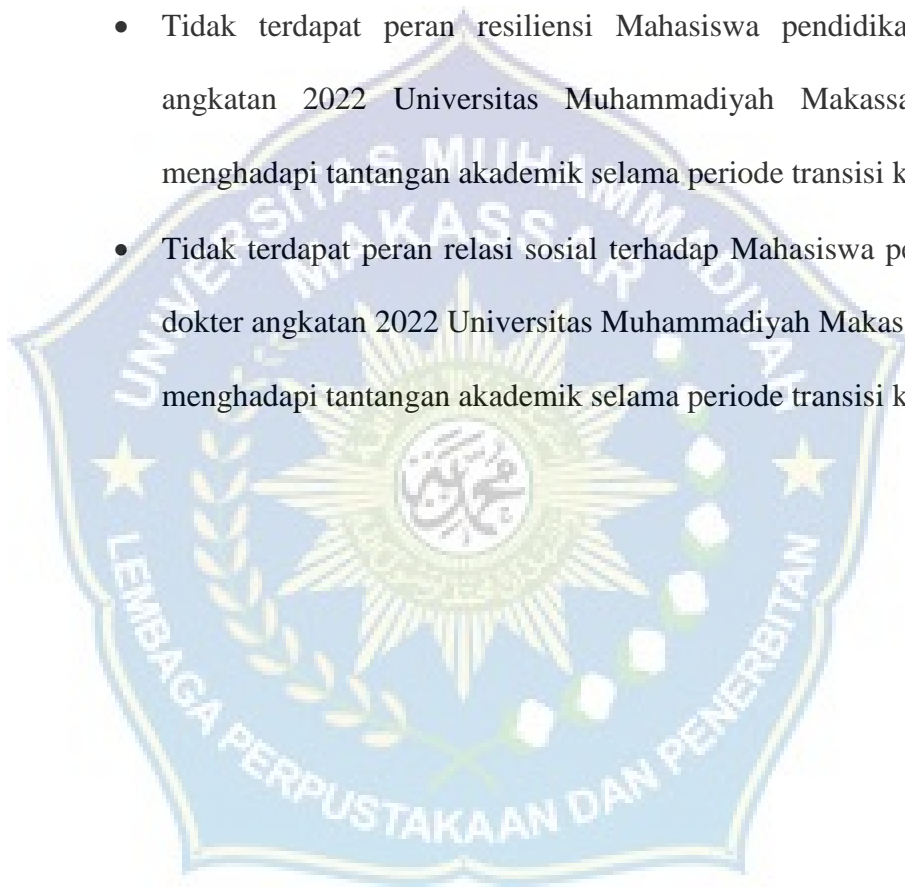 • Tidak terdapat peran resiliensi Mahasiswa
angkatan 2022 Universitas Muhammadiyah
menghadapi tantangan akademik selama periode transisi
• Tidak terdapat peran relasi sosial terhadap Mahasiswa
dokter angkatan 2022 Universitas Muhammadiyah
menghadapi tantangan akademik selama periode transisi
UNIVERSITAS MUHAMMADIYAH
MAKASSAR
LEMBAGA PERPUSTAKAAN DAN PENERBITAN